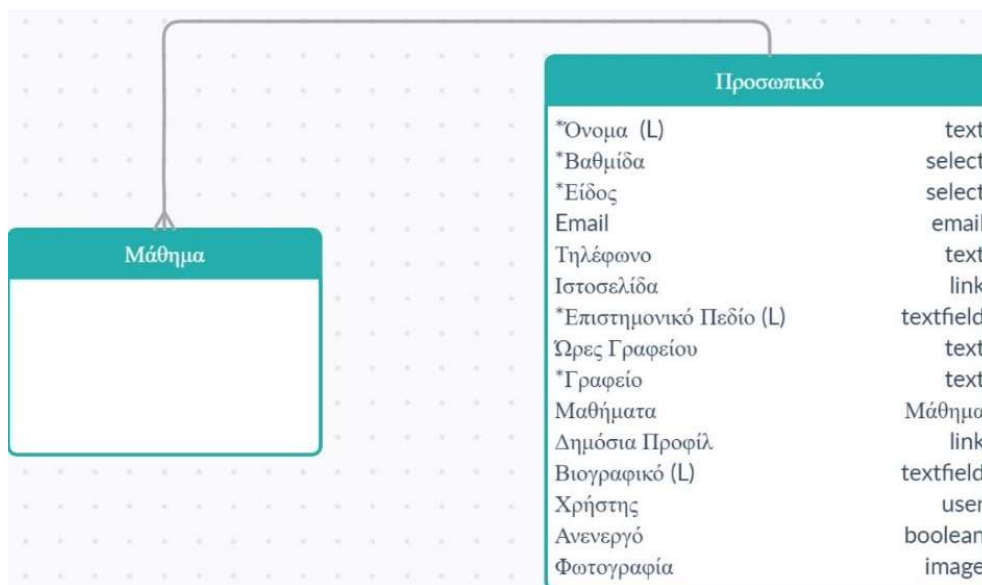 Προσωπικό
*Όνομα (L) text
*Βαθμίδα select
*Είδος select
Email email
Τηλέφωνο text
Ιστοσελίδα link
*Επιστημονικό Πεδίο (L) textfield
Ώρες Γραφείου text
*Γραφείο text
Μαθήματα Μάθημα
Δημόσια Προφίλ link
Βιογραφικό (L) textfield
Χρήστης user
Ανενεργό boolean
Φωτογραφία image
Μάθημα